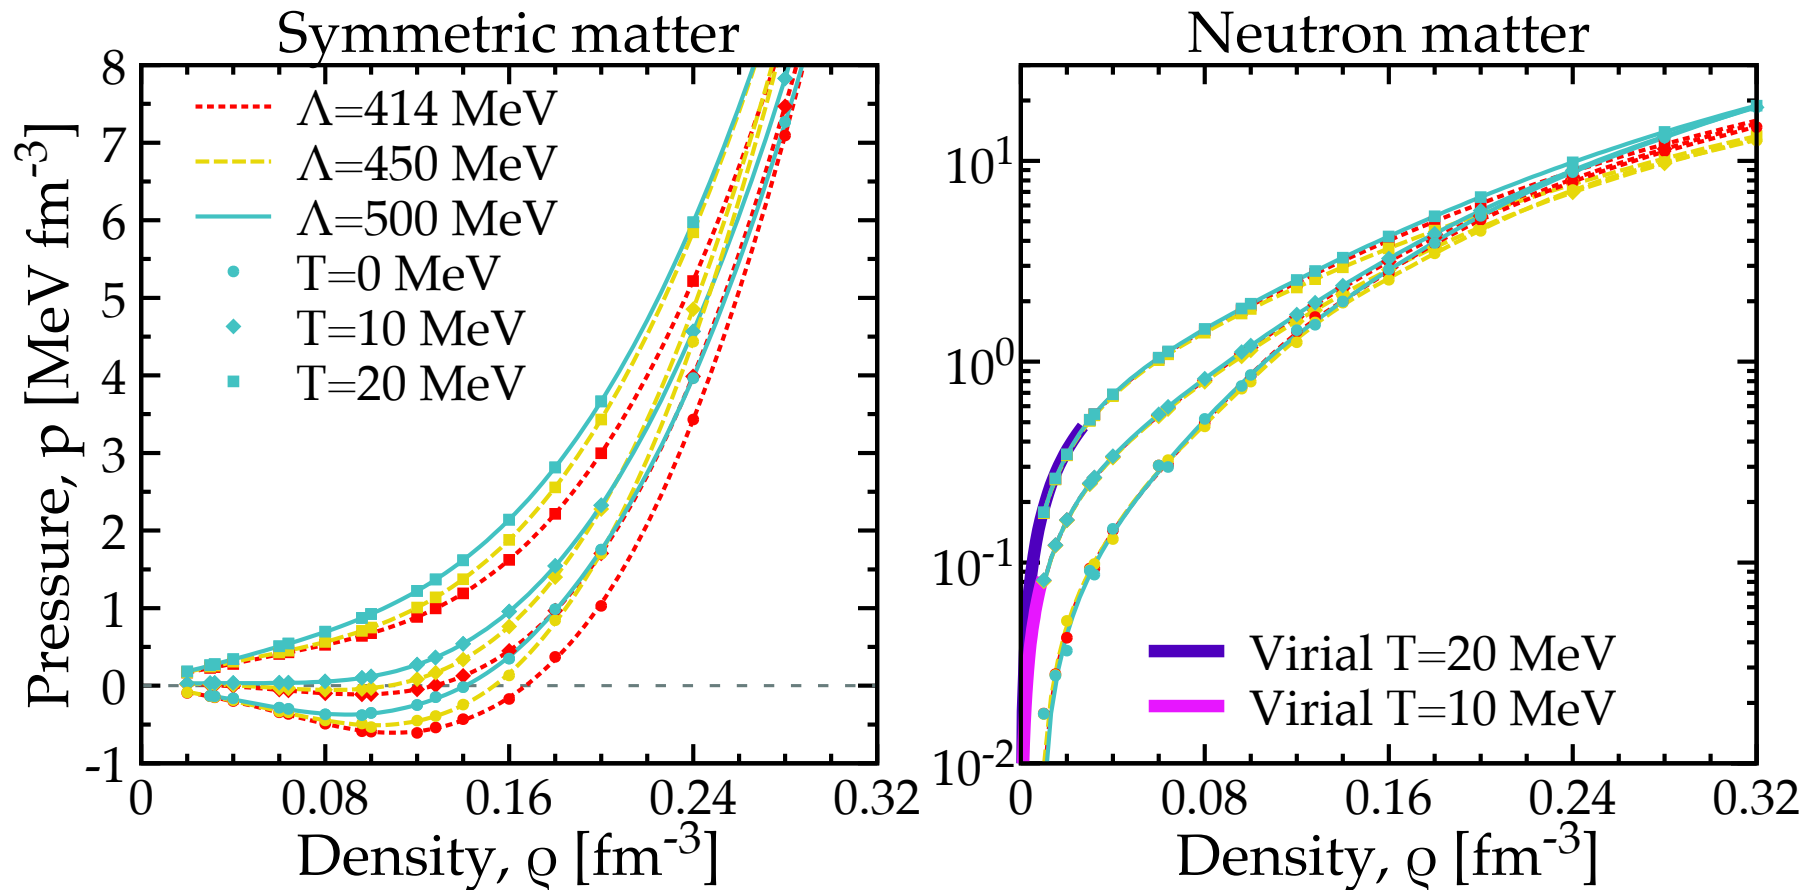 Symmetric matter
Neutron matter
Pressure, p [MeV fm⁻³]
8
7
6
5
4
3
2
1
0
-1
Λ=414 MeV
Λ=450 MeV
Λ=500 MeV
T=0 MeV
T=10 MeV
T=20 MeV
0 0.08 0.16 0.24 0.32
Density, ϱ [fm⁻³]
10¹
10⁰
10⁻¹
10⁻²
Virial T=20 MeV
Virial T=10 MeV
0 0.08 0.16 0.24 0.32
Density, ϱ [fm⁻³]